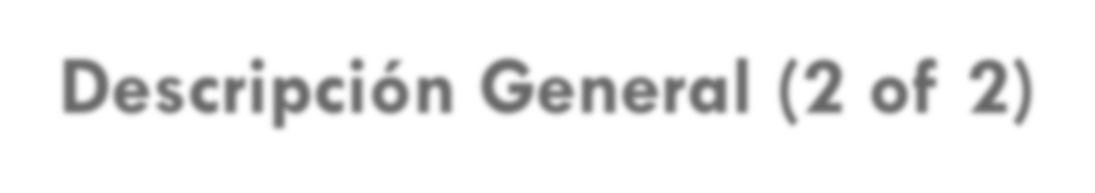 Descripción General (2 of 2)